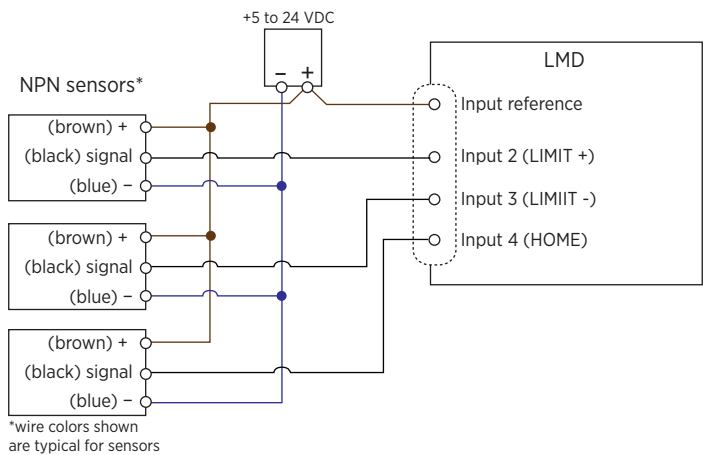 +5 to 24 VDC
− +
LMD
NPN sensors*
Input reference
(brown) +
(black) signal
(blue) −
Input 2 (LIMIT +)
Input 3 (LIMIIT -)
Input 4 (HOME)
(brown) +
(black) signal
(blue) −
(brown) +
(black) signal
(blue) −
*wire colors shown
are typical for sensors